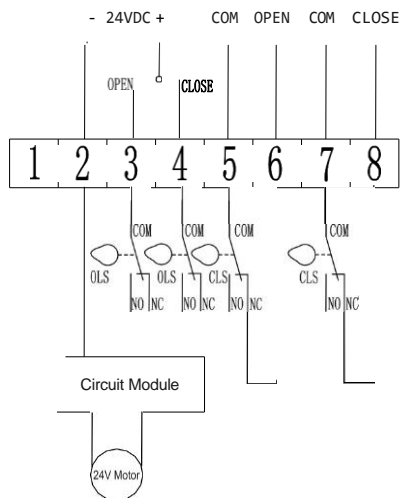 - 24VDC + COM OPEN COM CLOSE
OPEN CLOSE
1 2 3 4 5 6 7 8
COM COM COM COM
OLS OLS CLS CLS
NO NC NO NC NO NC NO NC
Circuit Module
24V Motor